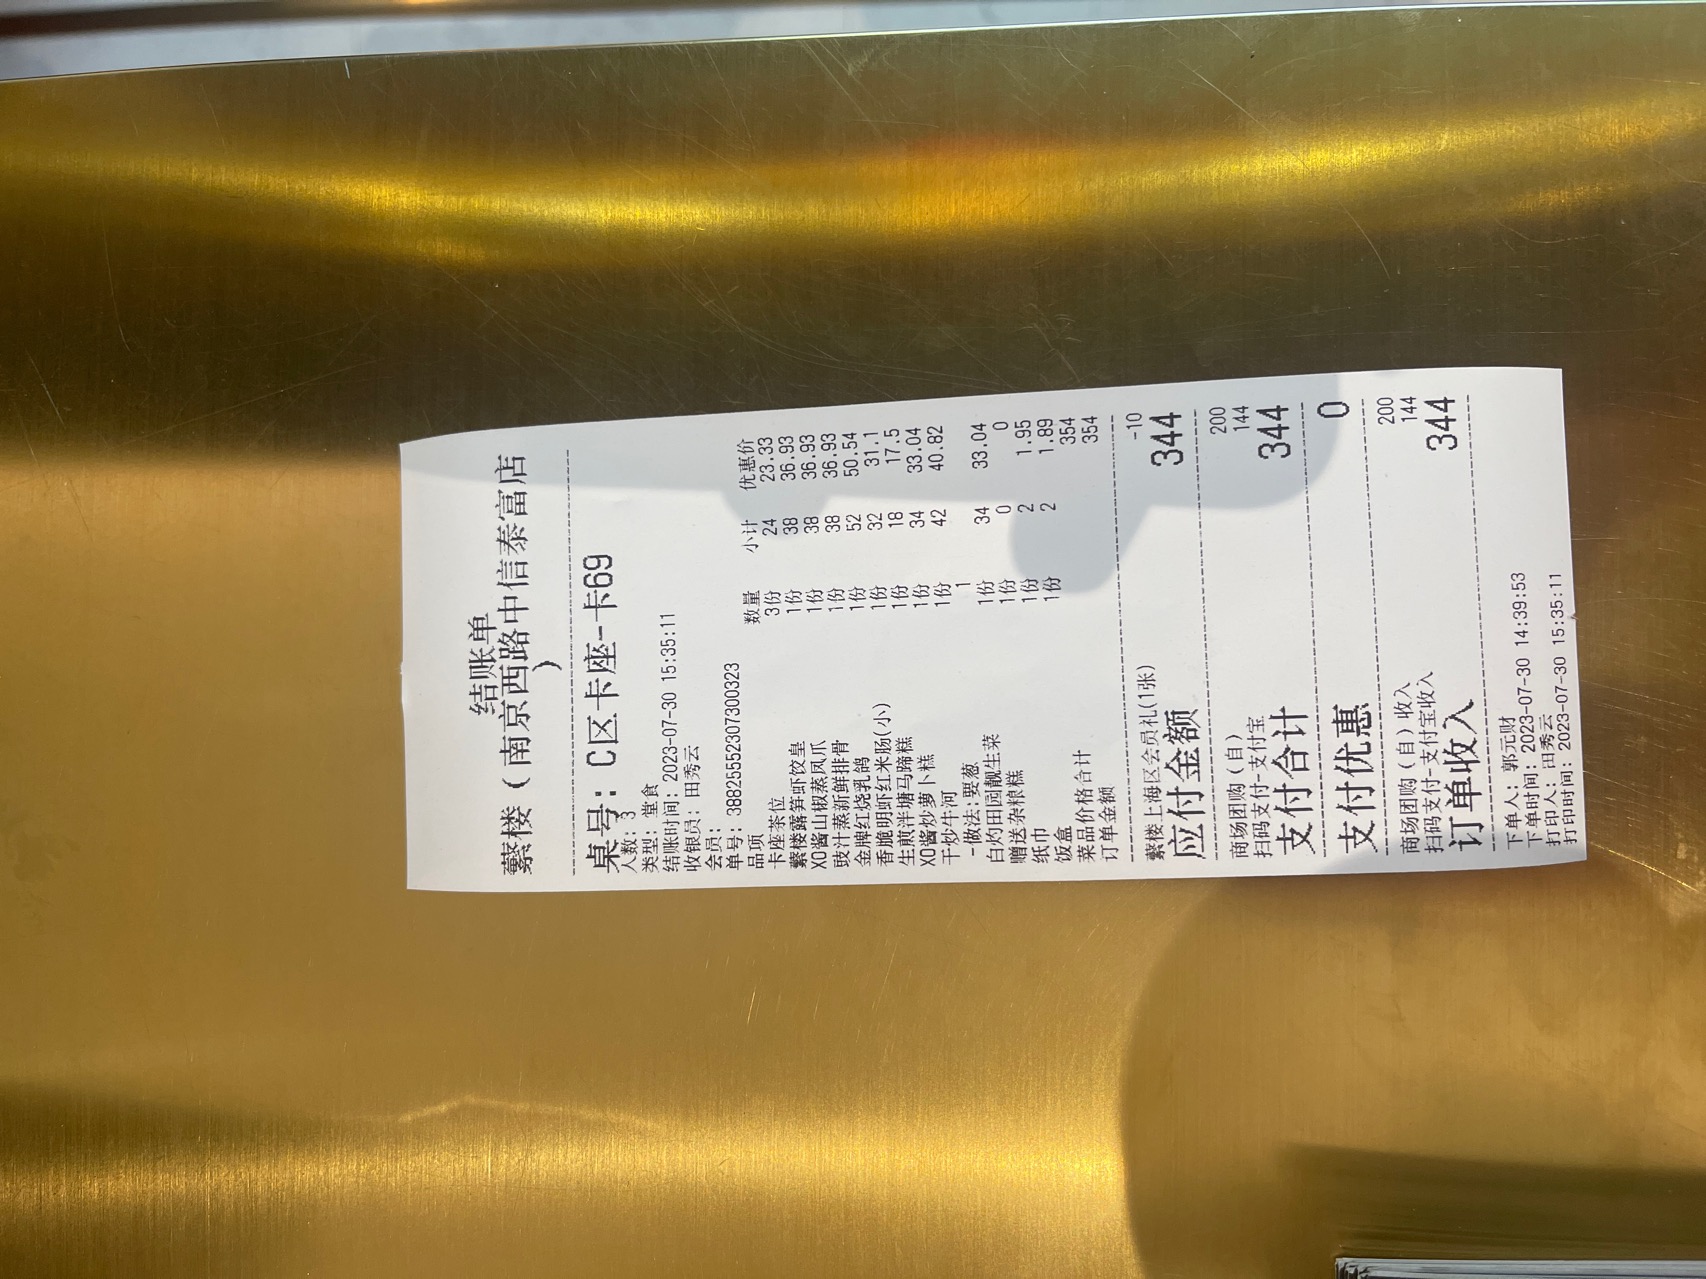 结账单
蘩楼（南京西路中信泰富店
）
桌号: C区卡座-卡69
人数: 3
类型: 堂食
结账时间: 2023-07-30 15:35:11
收银员: 田秀云
会员:
单号: 3882555230730​0323
品项 数量 小计 优惠价
卡座茶位 3份 24 23.33
蘩楼露笋虾饺皇 1份 38 36.93
XO酱山椒蒸凤爪 1份 38 36.93
豉汁蒸新鲜排骨 1份 38 36.93
金牌红烧乳鸽 1份 52 50.54
香脆明虾红米肠(小) 1份 32 31.1
生煎泮塘马蹄糕 1份 18 17.5
XO酱炒萝卜糕 1份 34 33.04
干炒牛河 1份 42 40.82
-做法:要葱 1
白灼田园靓生菜 1份 34 33.04
赠送杂粮糕 1份 0 0
纸巾 1份 2 1.95
饭盒 1份 2 1.89
菜品价格合计 354
订单金额 354
蘩楼上海区会员礼(1张) -10
应付金额 344
商场团购（自） 200
扫码支付-支付宝 144
支付合计 344
支付优惠 0
商场团购（自）收入 200
扫码支付-支付宝收入 144
订单收入 344
下单人: 郭元财
下单时间: 2023-07-30 14:39:53
打印人: 田秀云
打印时间: 2023-07-30 15:35:11